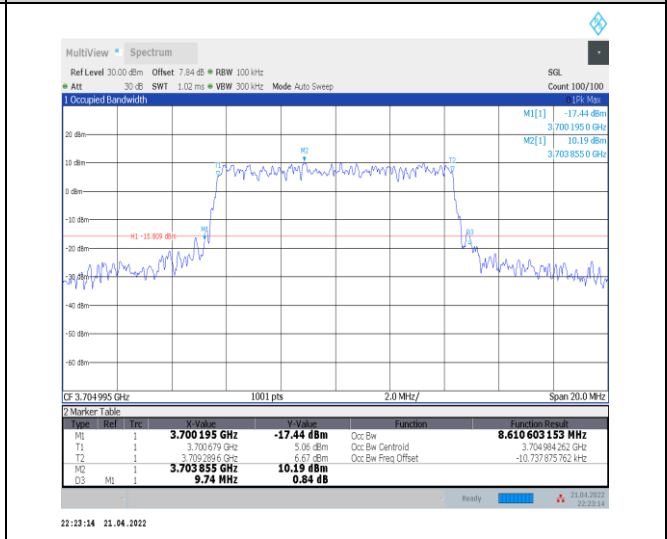 MultiView Spectrum
Ref Level 30.00 dBm Offset 7.84 dB RBW 100 kHz SGL
Att 30 dB SWT 1.02 ms VBW 300 kHz Mode Auto Sweep Count 100/100
1 Occupied Bandwidth 1Pk Max
M1[1] -17.44 dBm
3.700 195 0 GHz
M2[1] 10.19 dBm
3.703 855 0 GHz
20 dBm
M2
10 dBm
T1 T2
0 dBm
-10 dBm
M1 D3
H1 -15.809 dBm
-20 dBm
-30 dBm
-40 dBm
-50 dBm
-60 dBm
CF 3.704 995 GHz 1001 pts 2.0 MHz/ Span 20.0 MHz
2 Marker Table
Type Ref Trc X-Value Y-Value Function Function Result
M1 1 3.700 195 GHz -17.44 dBm Occ Bw 8.610 603 153 MHz
T1 1 3.700 679 GHz 5.06 dBm Occ Bw Centroid 3.704 984 262 GHz
T2 1 3.709 289 6 GHz 6.67 dBm Occ Bw Freq Offset -10.737 875 762 kHz
M2 1 3.703 855 GHz 10.19 dBm
D3 M1 1 9.74 MHz 0.84 dB
Ready 21.04.2022
22:23:14
22:23:14 21.04.2022